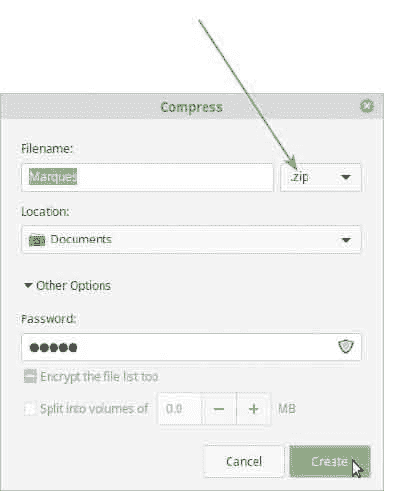 Compress
Filename:
Marques
.zip
Location:
Documents
Other Options
Password:
●●●●●
Encrypt the file list too
Split into volumes of 0.0 − + MB
Cancel Create